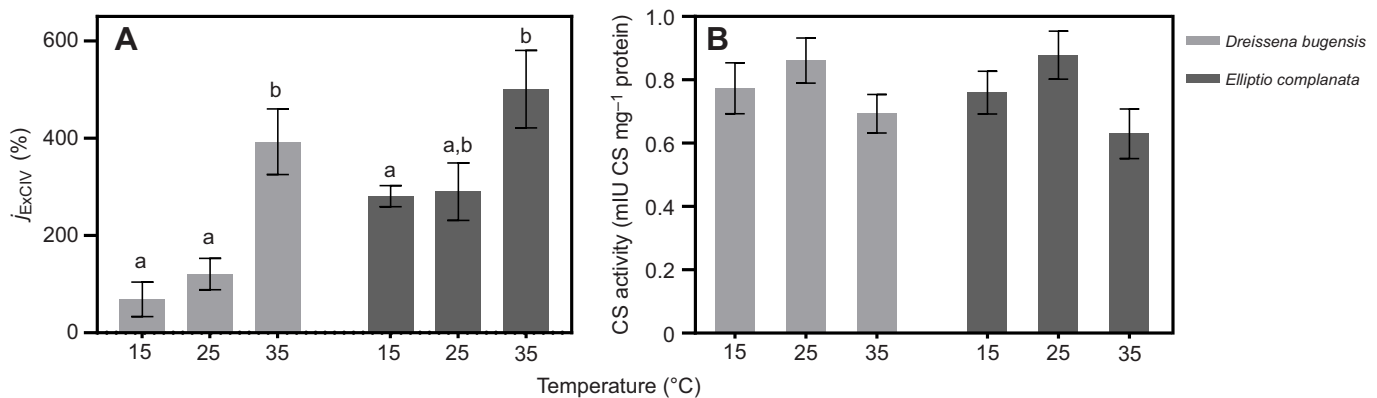 A
B
j_ExCIV (%)
600
400
200
0
a
a
b
a
a,b
b
15
25
35
15
25
35
CS activity (mIU CS mg⁻¹ protein)
1.0
0.8
0.6
0.4
0.2
0
15
25
35
15
25
35
Temperature (°C)
Dreissena bugensis
Elliptio complanata